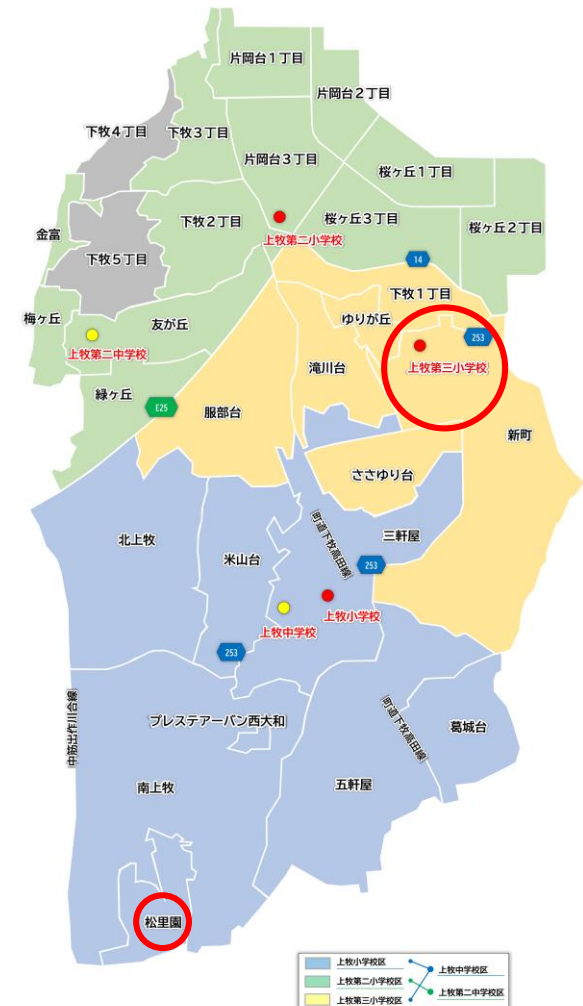 片岡台1丁目
片岡台2丁目
下牧4丁目
下牧3丁目
片岡台3丁目
桜ヶ丘1丁目
下牧2丁目
桜ヶ丘3丁目
桜ヶ丘2丁目
金富
上牧第二小学校
下牧5丁目
14
下牧1丁目
梅ヶ丘
友が丘
ゆりが丘
253
上牧第二中学校
滝川台
上牧第三小学校
緑ヶ丘
E25
服部台
新町
ささゆり台
北上牧
米山台
町道下牧高田線
三軒屋
253
上牧小学校
上牧中学校
253
プレステアーバン西大和
中筋出作川合線
町道下牧高田線
葛城台
南上牧
五軒屋
松里園
上牧小学校区
上牧中学校区
上牧第二小学校区
上牧第二中学校区
上牧第三小学校区